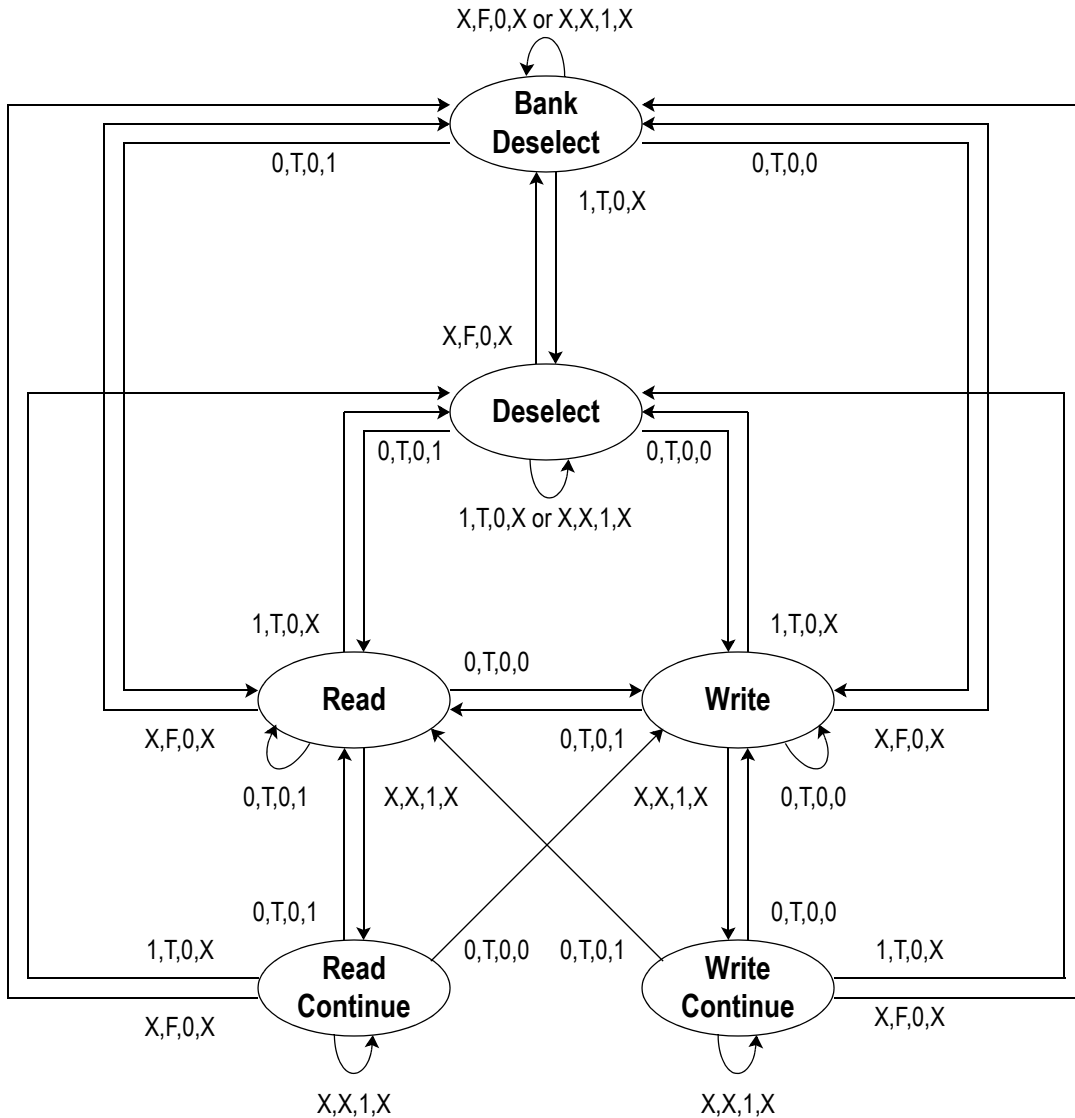 X,F,0,X or X,X,1,X
Bank
Deselect
0,T,0,1
0,T,0,0
1,T,0,X
X,F,0,X
Deselect
0,T,0,1
0,T,0,0
1,T,0,X or X,X,1,X
1,T,0,X
1,T,0,X
0,T,0,0
Read
Write
X,F,0,X
0,T,0,1
X,F,0,X
0,T,0,1
X,X,1,X
X,X,1,X
0,T,0,0
0,T,0,1
0,T,0,0
1,T,0,X
0,T,0,0
0,T,0,1
1,T,0,X
Read
Continue
Write
Continue
X,F,0,X
X,F,0,X
X,X,1,X
X,X,1,X